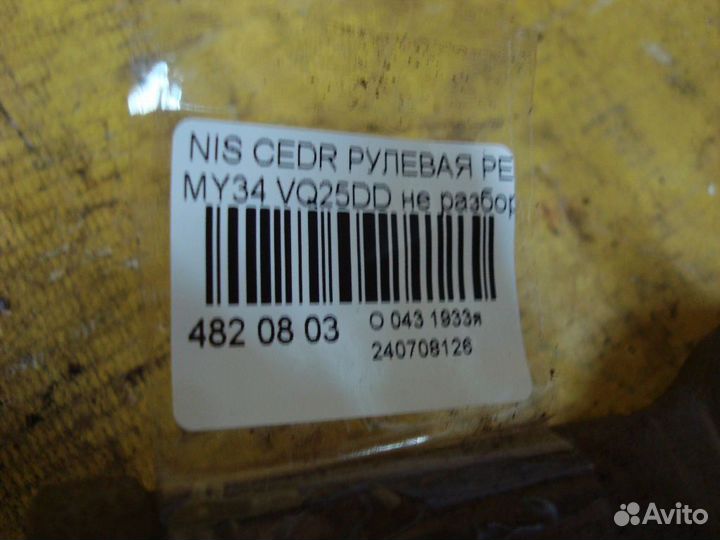 NIS CEDR РУЛЕВАЯ РЕ
MY34 VQ25DD не разбор
482 08 03
O 043 1933я
240708126
Avito